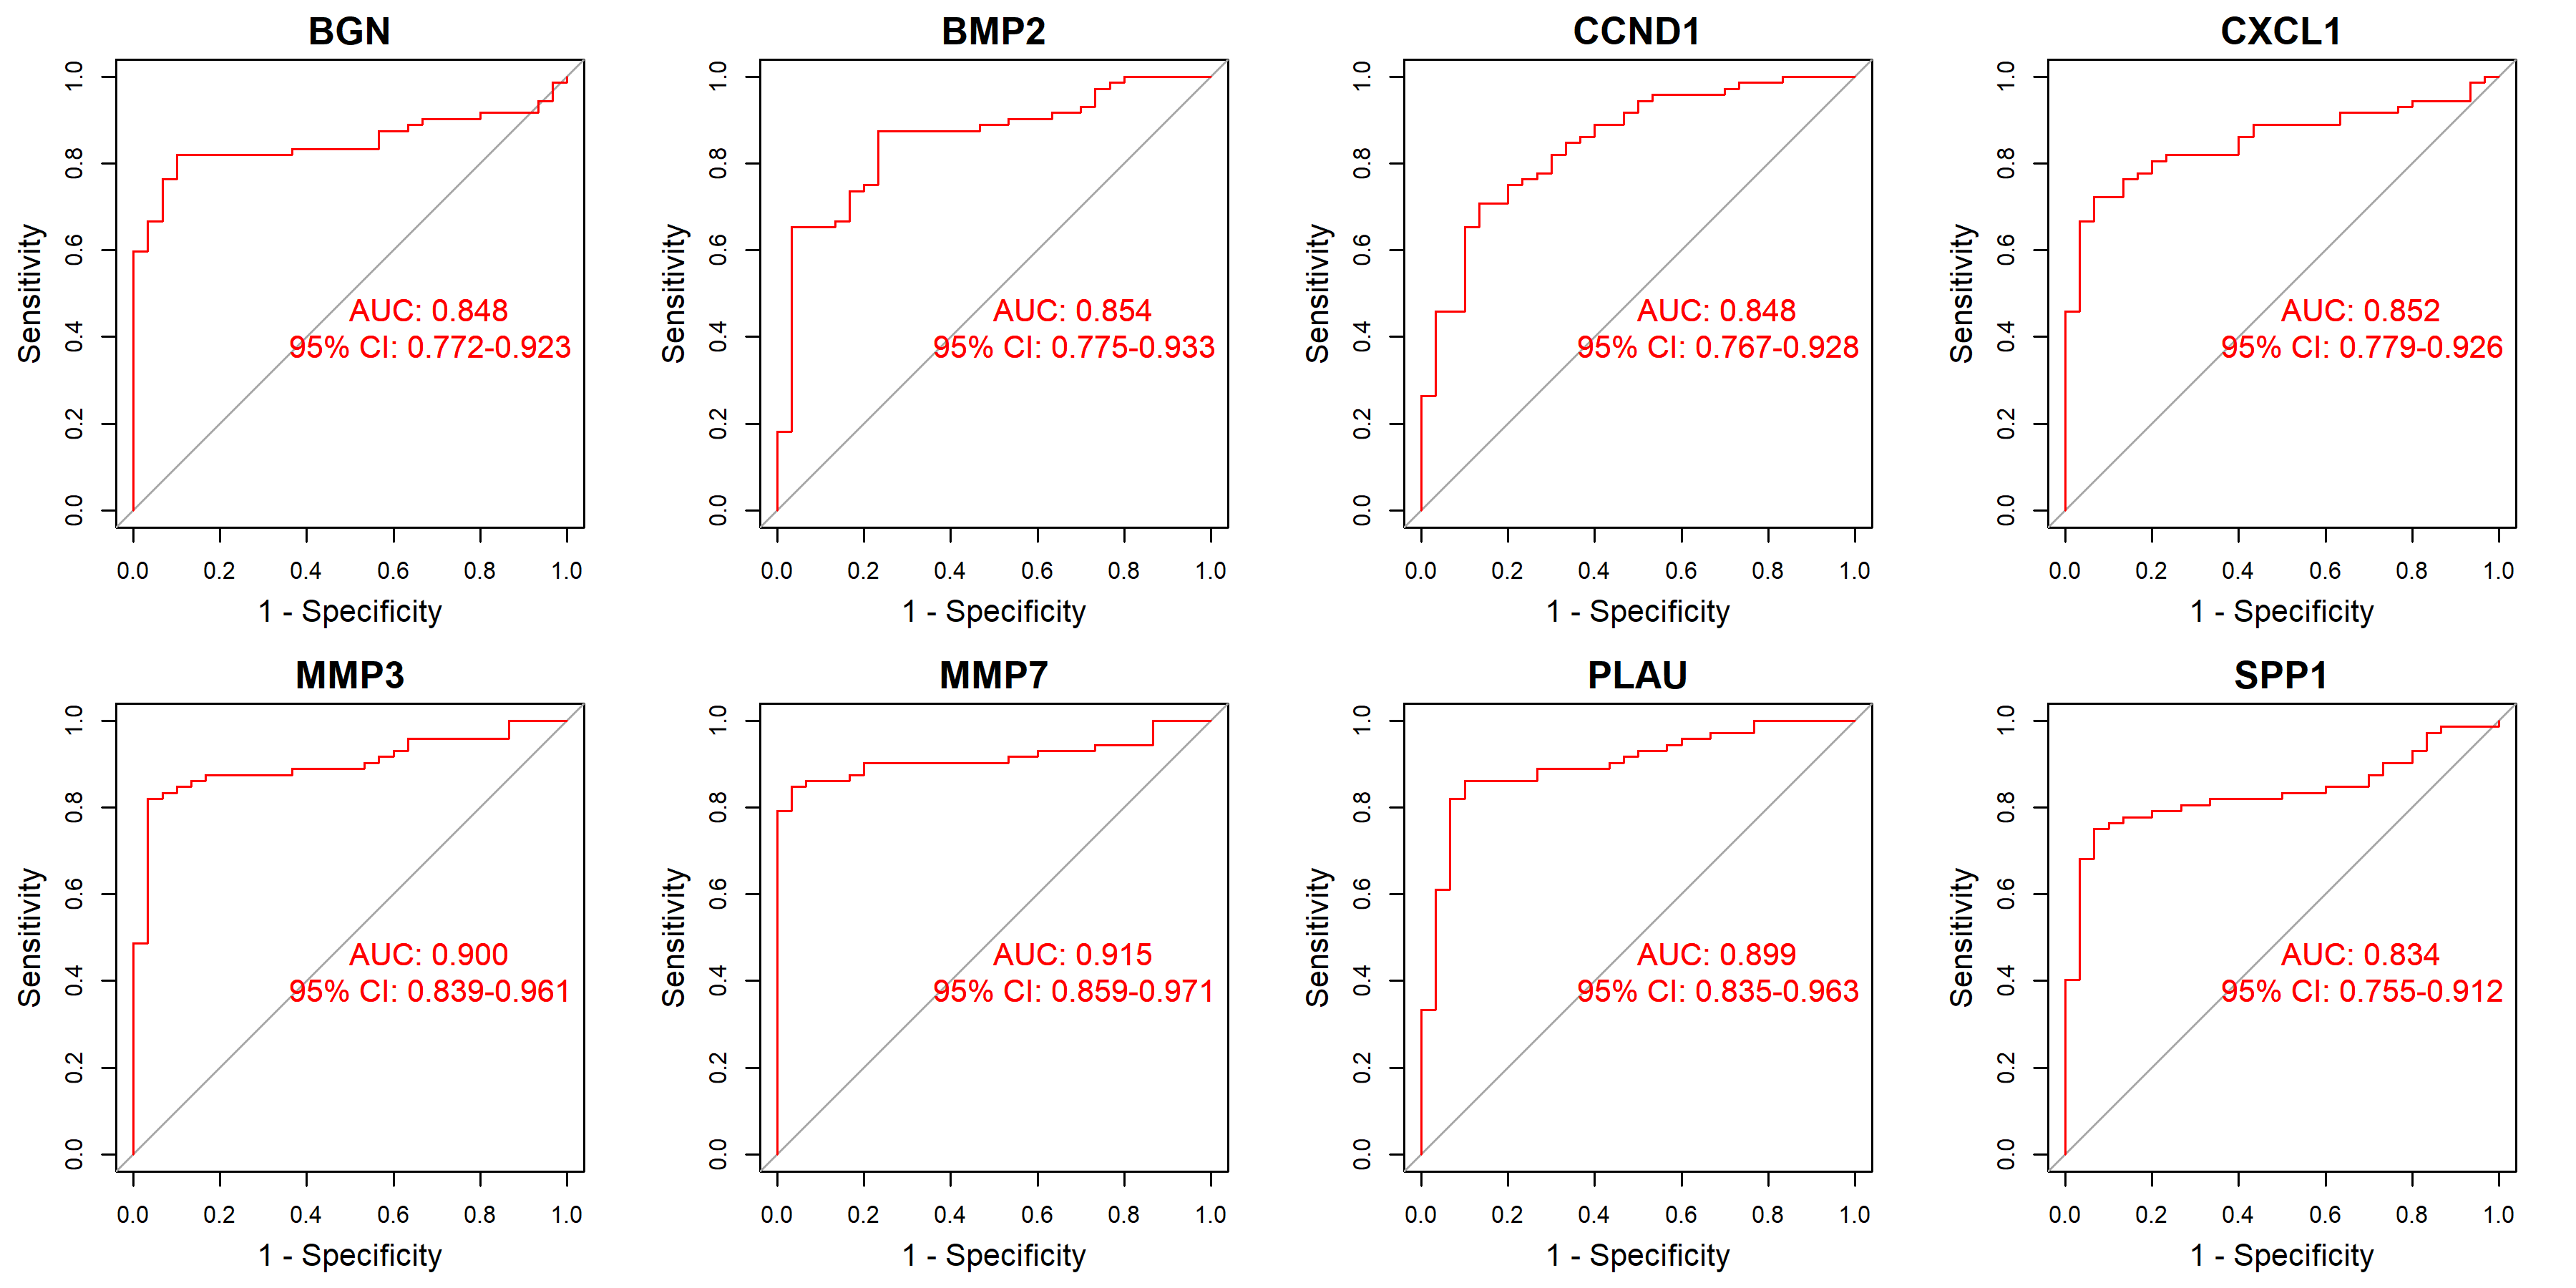 BGN
1.0
0.8
0.6
0.4
0.2
0.0
Sensitivity
AUC: 0.848
95% CI: 0.772-0.923
0.0 0.2 0.4 0.6 0.8 1.0
1 - Specificity
BMP2
1.0
0.8
0.6
0.4
0.2
0.0
Sensitivity
AUC: 0.854
95% CI: 0.775-0.933
0.0 0.2 0.4 0.6 0.8 1.0
1 - Specificity
CCND1
1.0
0.8
0.6
0.4
0.2
0.0
Sensitivity
AUC: 0.848
95% CI: 0.767-0.928
0.0 0.2 0.4 0.6 0.8 1.0
1 - Specificity
CXCL1
1.0
0.8
0.6
0.4
0.2
0.0
Sensitivity
AUC: 0.852
95% CI: 0.779-0.926
0.0 0.2 0.4 0.6 0.8 1.0
1 - Specificity
MMP3
1.0
0.8
0.6
0.4
0.2
0.0
Sensitivity
AUC: 0.900
95% CI: 0.839-0.961
0.0 0.2 0.4 0.6 0.8 1.0
1 - Specificity
MMP7
1.0
0.8
0.6
0.4
0.2
0.0
Sensitivity
AUC: 0.915
95% CI: 0.859-0.971
0.0 0.2 0.4 0.6 0.8 1.0
1 - Specificity
PLAU
1.0
0.8
0.6
0.4
0.2
0.0
Sensitivity
AUC: 0.899
95% CI: 0.835-0.963
0.0 0.2 0.4 0.6 0.8 1.0
1 - Specificity
SPP1
1.0
0.8
0.6
0.4
0.2
0.0
Sensitivity
AUC: 0.834
95% CI: 0.755-0.912
0.0 0.2 0.4 0.6 0.8 1.0
1 - Specificity